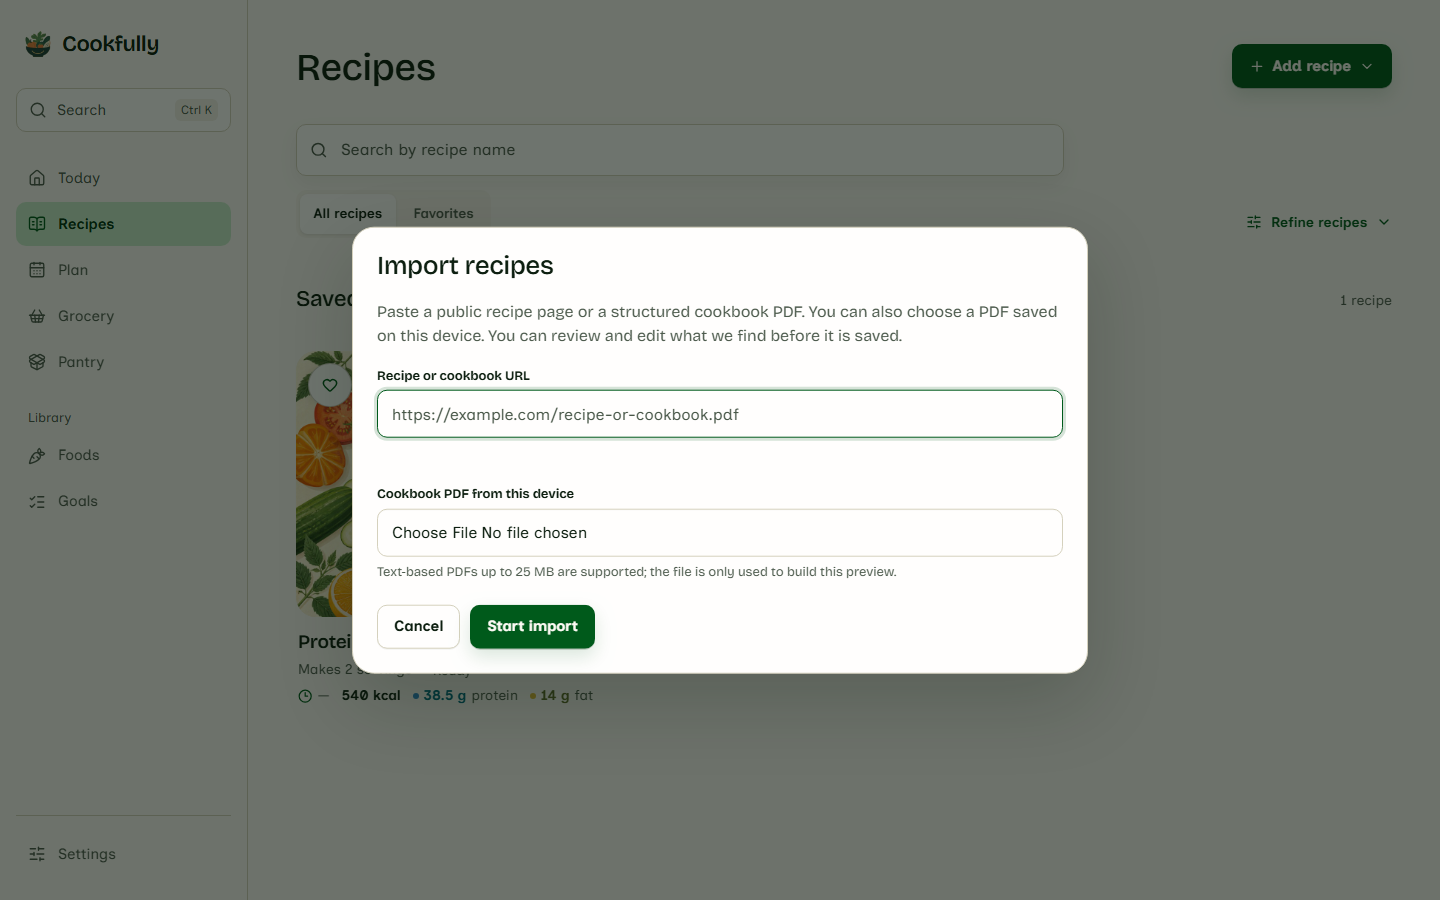 Cookfully
Search
Ctrl K
Today
Recipes
Plan
Grocery
Pantry
Library
Foods
Goals
Settings
Recipes
Add recipe
Search by recipe name
All recipes
Favorites
Refine recipes
1 recipe
Import recipes
Paste a public recipe page or a structured cookbook PDF. You can also choose a PDF saved
on this device. You can review and edit what we find before it is saved.
Recipe or cookbook URL
https://example.com/recipe-or-cookbook.pdf
Cookbook PDF from this device
Choose File No file chosen
Text-based PDFs up to 25 MB are supported; the file is only used to build this preview.
Cancel
Start import
Makes 2
— 540 kcal 38.5 g protein 14 g fat